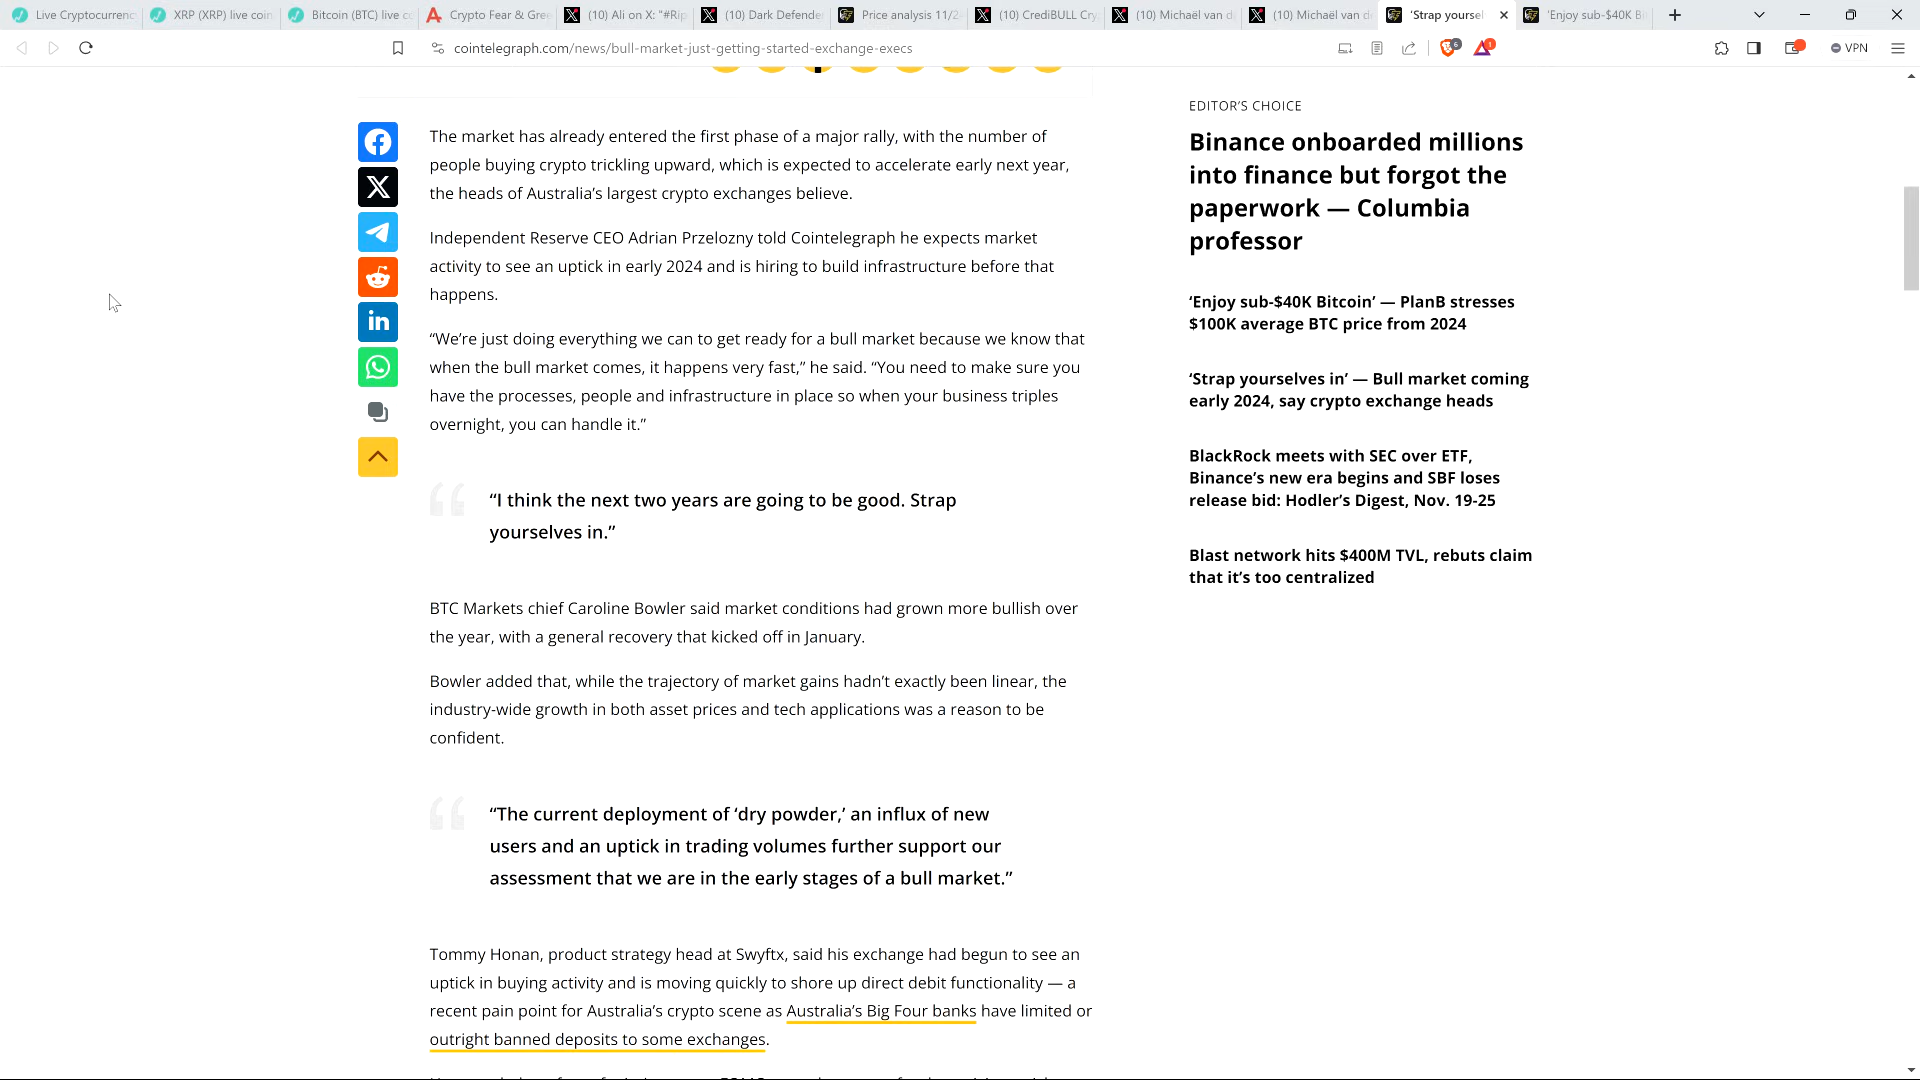 Live Cryptocurrenc
XRP (XRP) live coin
Bitcoin (BTC) live co
Crypto Fear & Gree
(10) Ali on X: "#Rip
(10) Dark Defende
Price analysis 11/2
(10) CrediBULL Cry
(10) Michaël van d
(10) Michaël van d
'Strap yoursel
'Enjoy sub-$40K Bi
cointelegraph.com/news/bull-market-just-getting-started-exchange-execs
6
1
VPN
The market has already entered the first phase of a major rally, with the number of
people buying crypto trickling upward, which is expected to accelerate early next year,
the heads of Australia's largest crypto exchanges believe.
Independent Reserve CEO Adrian Przelozny told Cointelegraph he expects market
activity to see an uptick in early 2024 and is hiring to build infrastructure before that
happens.
“We're just doing everything we can to get ready for a bull market because we know that
when the bull market comes, it happens very fast,” he said. “You need to make sure you
have the processes, people and infrastructure in place so when your business triples
overnight, you can handle it.”
“I think the next two years are going to be good. Strap
yourselves in.”
BTC Markets chief Caroline Bowler said market conditions had grown more bullish over
the year, with a general recovery that kicked off in January.
Bowler added that, while the trajectory of market gains hadn't exactly been linear, the
industry-wide growth in both asset prices and tech applications was a reason to be
confident.
“The current deployment of ‘dry powder,’ an influx of new
users and an uptick in trading volumes further support our
assessment that we are in the early stages of a bull market.”
Tommy Honan, product strategy head at Swyftx, said his exchange had begun to see an
uptick in buying activity and is moving quickly to shore up direct debit functionality — a
recent pain point for Australia's crypto scene as Australia's Big Four banks have limited or
outright banned deposits to some exchanges.
EDITOR'S CHOICE
Binance onboarded millions
into finance but forgot the
paperwork — Columbia
professor
‘Enjoy sub-$40K Bitcoin’ — PlanB stresses
$100K average BTC price from 2024
‘Strap yourselves in’ — Bull market coming
early 2024, say crypto exchange heads
BlackRock meets with SEC over ETF,
Binance's new era begins and SBF loses
release bid: Hodler's Digest, Nov. 19-25
Blast network hits $400M TVL, rebuts claim
that it's too centralized